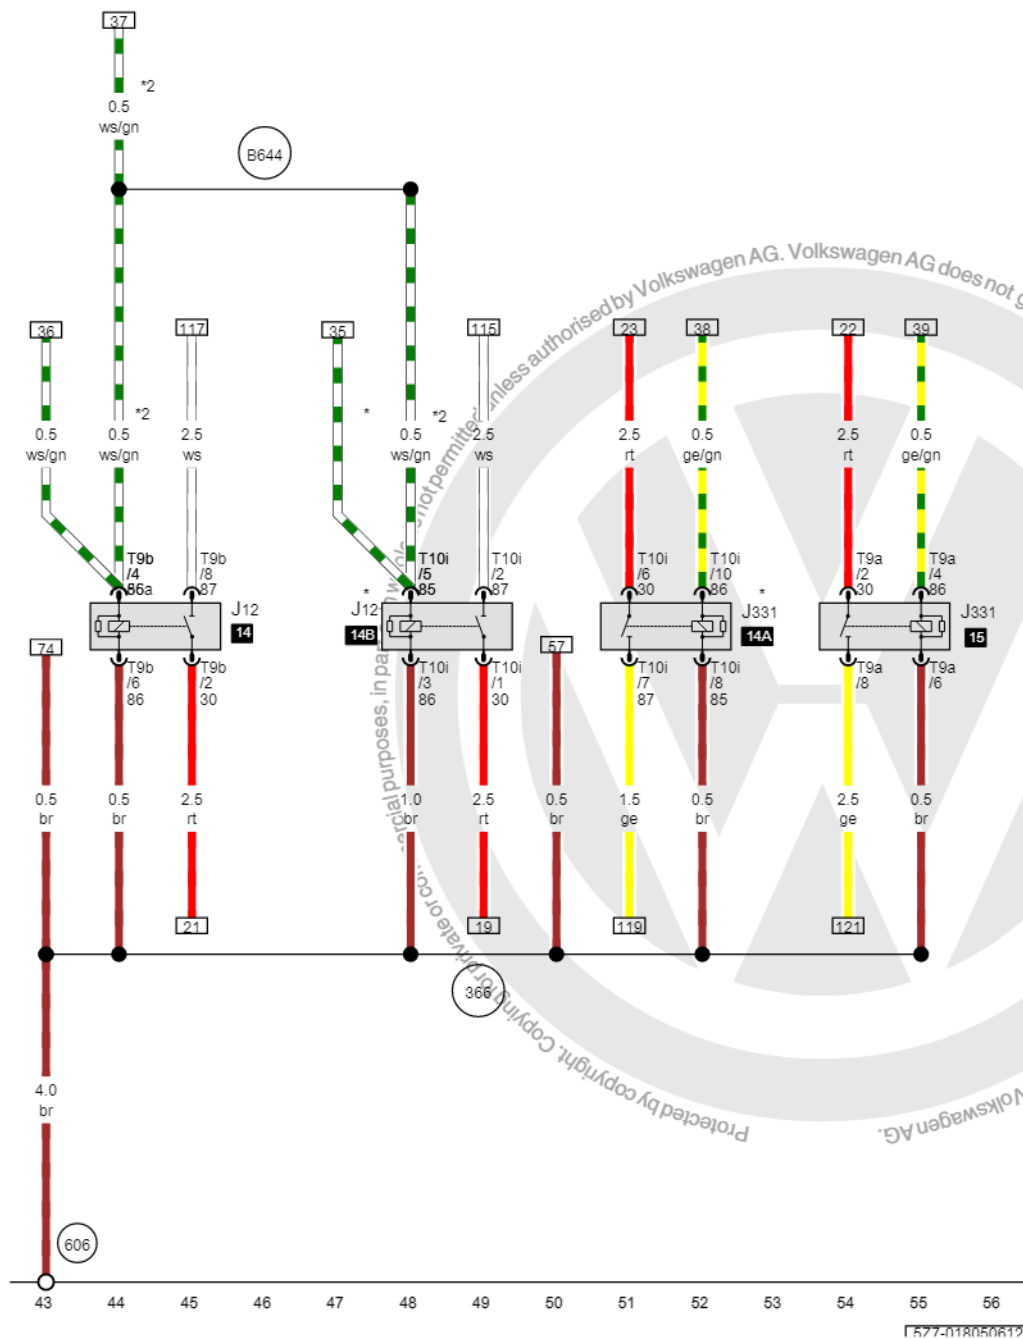 37
*2
0.5
ws/gn
B644
Protected by copyright. Copying for private or commercial purposes, in part or in whole, is not permitted unless authorised by Volkswagen AG. Volkswagen AG does not g
Volkswagen AG.
36 117 35 115 23 38 22 39
*2 * *2
0.5 0.5 2.5 0.5 2.5 2.5 0.5 2.5 0.5
ws/gn ws/gn ws ws/gn ws rt ge/gn rt ge/gn
T9b T9b T10i T10i T10i T10i T9a T9a
/4 /8 /5 /2 /6 /10 /2 /4
87 85 87 30 86 30 86
* *
J12 J12 J331 J331
14 14B 14A 15
74 57
T9b T9b T10i T10i T10i T10i T9a T9a
/6 /2 /3 /1 /7 /8 /8 /6
86 30 86 30 87 85
0.5 0.5 2.5 1.0 2.5 0.5 1.5 0.5 2.5 0.5
br br rt br rt br ge br ge br
21 19 119 121
366
4.0
br
606
43 44 45 46 47 48 49 50 51 52 53 54 55 56
5Z7-018050612